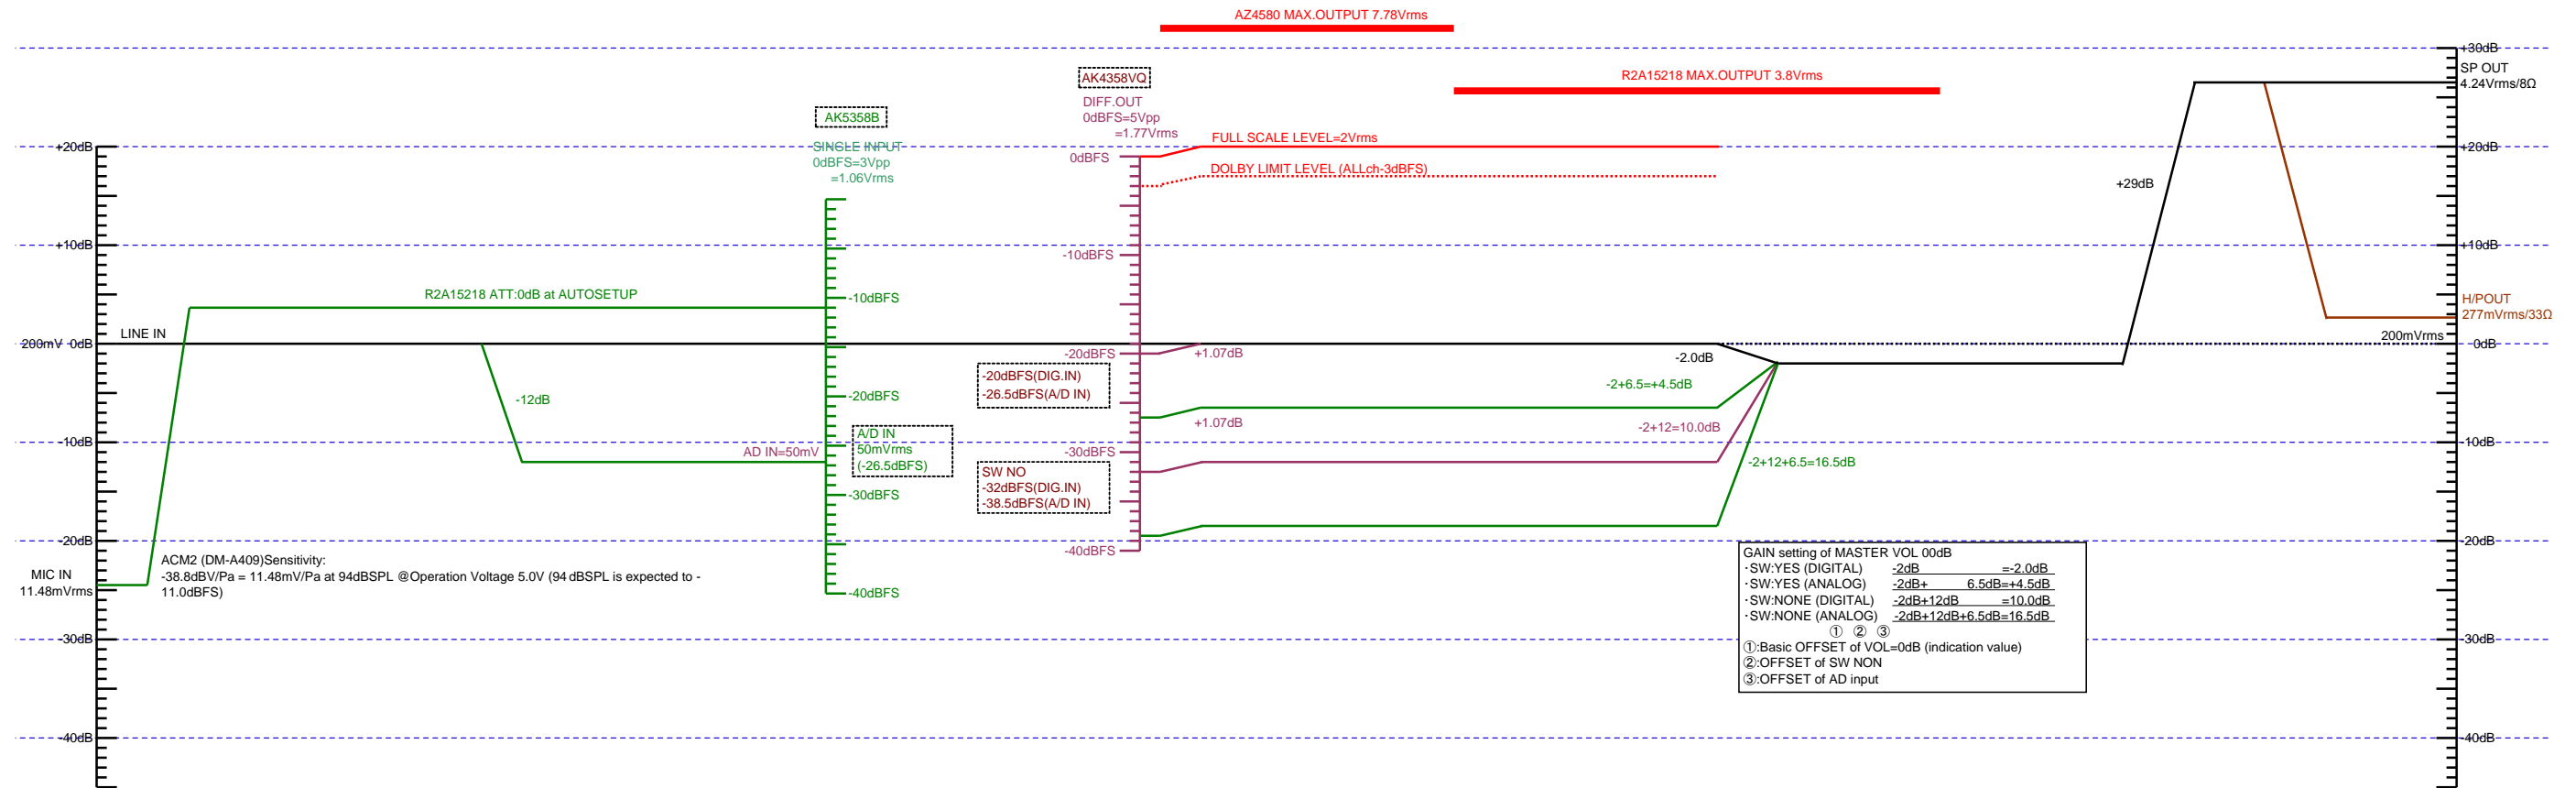 AZ4580 MAX.OUTPUT 7.78Vrms
+30dB
SP OUT
4.24Vrms/8Ω
R2A15218 MAX.OUTPUT 3.8Vrms
AK4358VQ
DIFF.OUT
0dBFS=5Vpp
=1.77Vrms
AK5358B
SINGLE INPUT
0dBFS=3Vpp
=1.06Vrms
FULL SCALE LEVEL=2Vrms
+20dB
0dBFS
+20dB
DOLBY LIMIT LEVEL (ALLch-3dBFS)
+29dB
+10dB
-10dBFS
+10dB
R2A15218 ATT:0dB at AUTOSETUP
-10dBFS
H/POUT
277mVrms/33Ω
LINE IN
200mV 0dB
200mVrms
0dB
-20dBFS
+1.07dB
-2.0dB
-20dBFS(DIG.IN)
-26.5dBFS(A/D IN)
-12dB
-20dBFS
-2+6.5=+4.5dB
+1.07dB
-2+12=10.0dB
-10dB
A/D IN
50mVrms
(-26.5dBFS)
AD IN=50mV
-30dBFS
-10dB
-2+12+6.5=16.5dB
SW NO
-32dBFS(DIG.IN)
-38.5dBFS(A/D IN)
-30dBFS
-20dB
-40dBFS
-20dB
MIC IN
11.48mVrms
ACM2 (DM-A409)Sensitivity:
-38.8dBV/Pa = 11.48mV/Pa at 94dBSPL @Operation Voltage 5.0V (94 dBSPL is expected to -
11.0dBFS)
-40dBFS
GAIN setting of MASTER VOL 00dB
・SW:YES (DIGITAL) -2dB =-2.0dB
・SW:YES (ANALOG) -2dB+ 6.5dB=+4.5dB
・SW:NONE (DIGITAL) -2dB+12dB =10.0dB
・SW:NONE (ANALOG) -2dB+12dB+6.5dB=16.5dB
① ② ③
①:Basic OFFSET of VOL=0dB (indication value)
②:OFFSET of SW NON
③:OFFSET of AD input
-30dB
-30dB
-40dB
-40dB